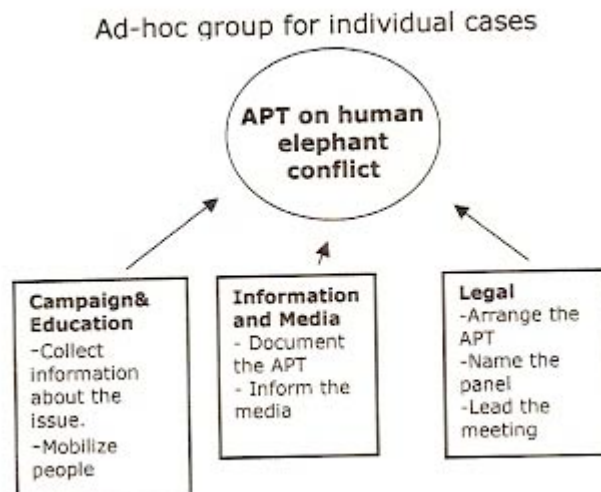 Ad-hoc group for individual cases
APT on human
elephant
conflict
Campaign&
Education
-Collect
information
about the
issue.
-Mobilize
people
Information
and Media
- Document
the APT
- Inform the
media
Legal
-Arrange the
APT
-Name the
panel
-Lead the
meeting